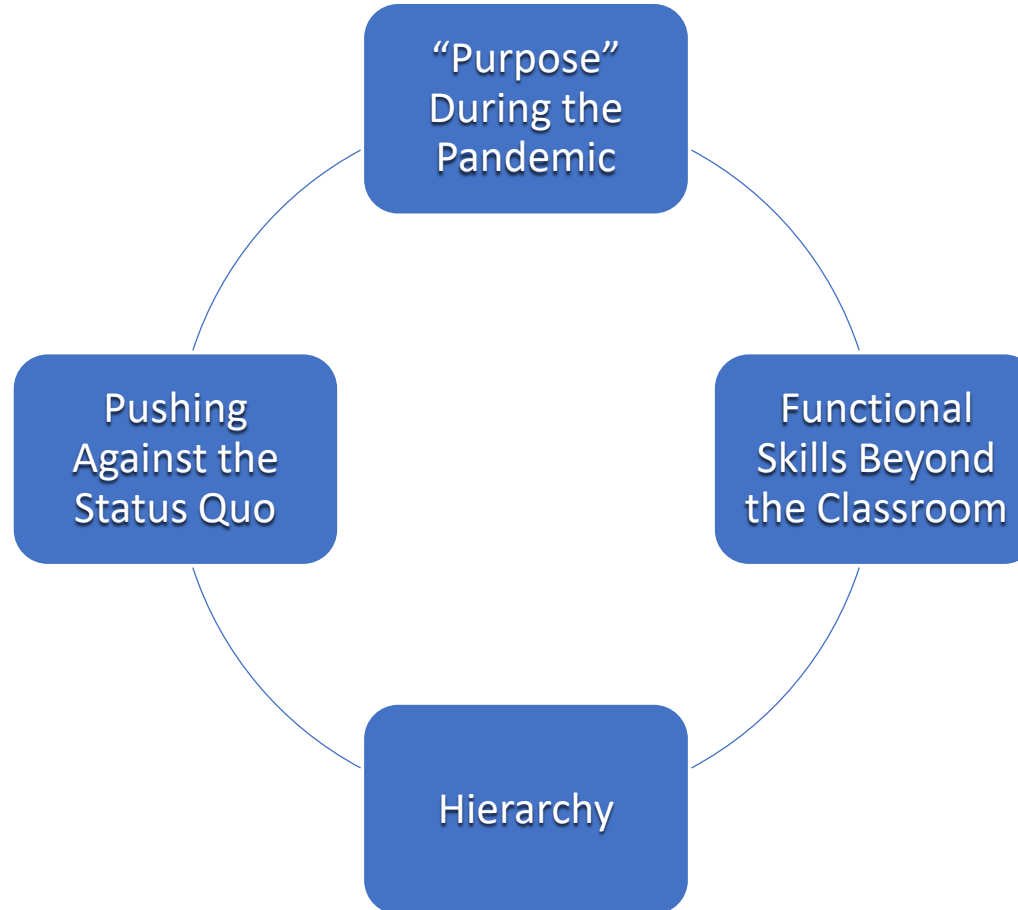 “Purpose”
During the
Pandemic
Pushing
Against the
Status Quo
Functional
Skills Beyond
the Classroom
Hierarchy